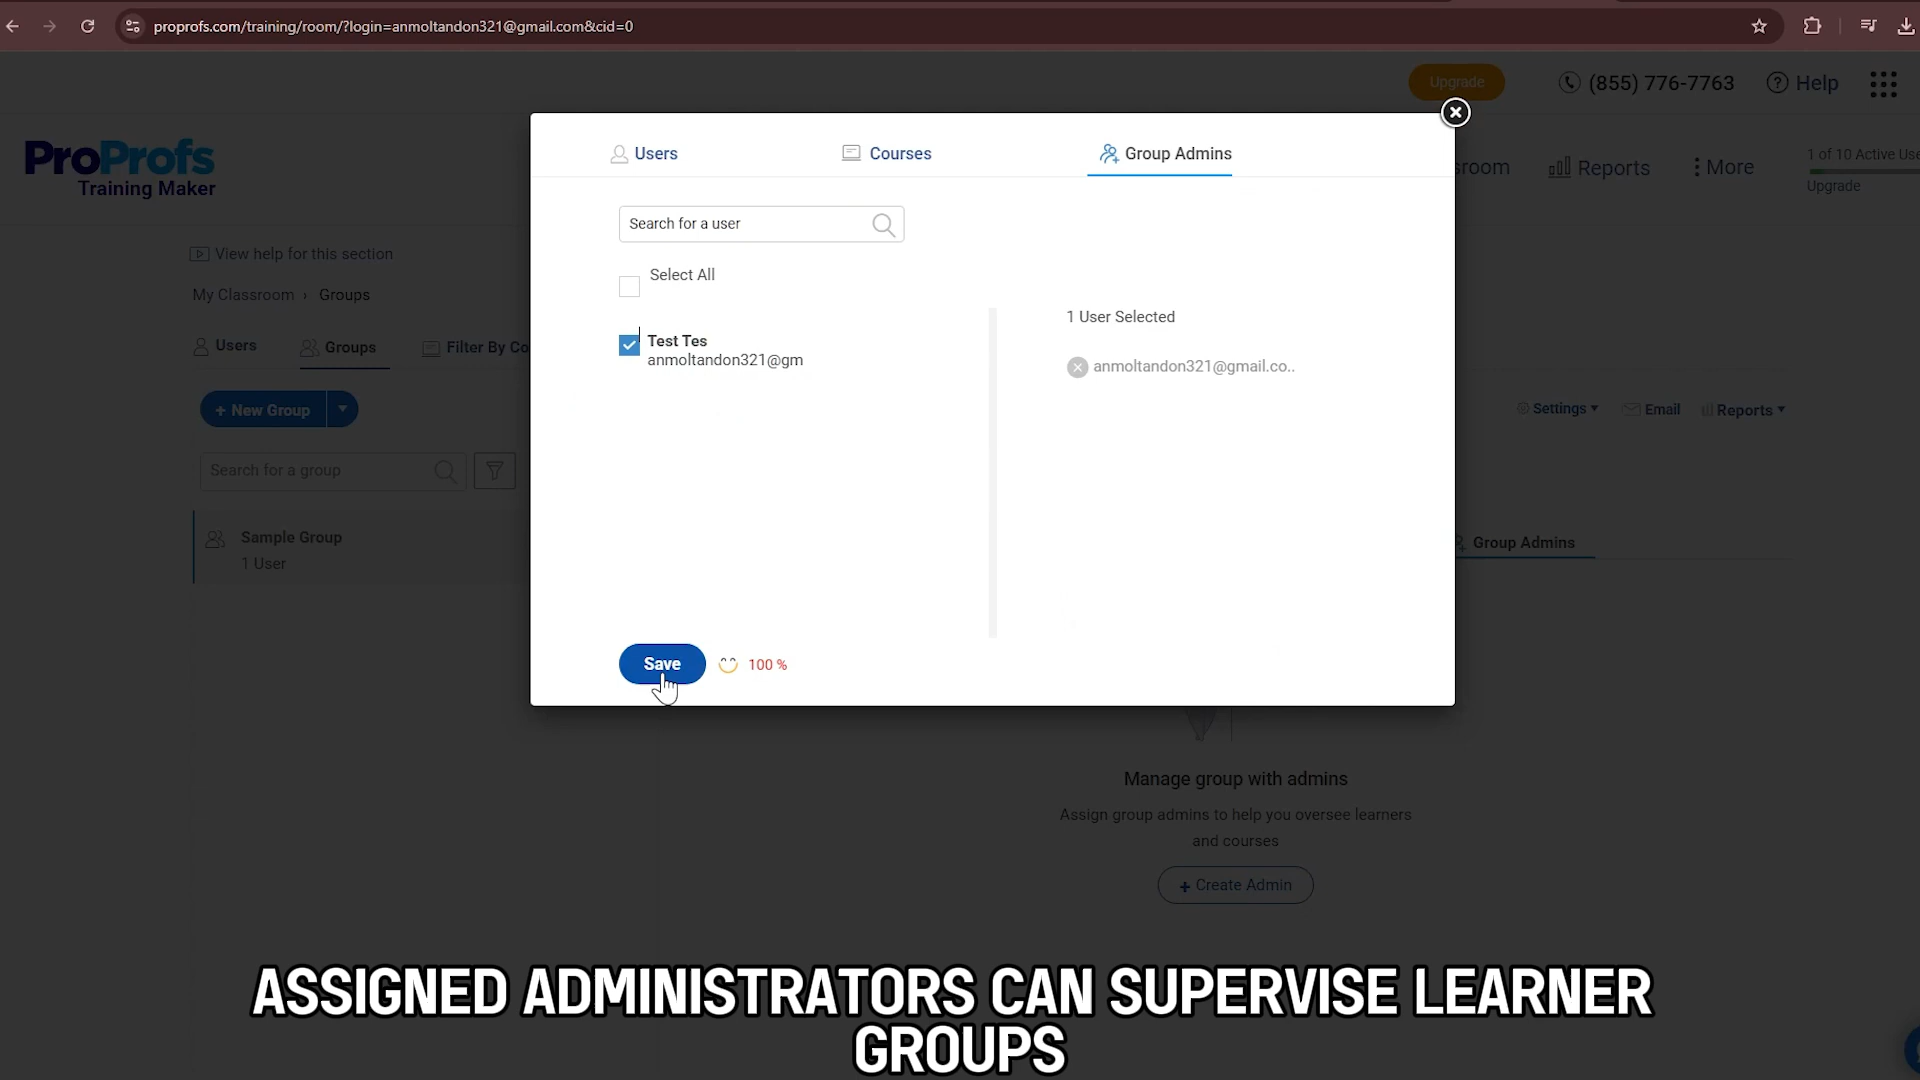 proprofs.com/training/room/?login=anmoltandon321@gmail.com&cid=0
Upgrade
(855) 776-7763
Help
ProProfs
Training Maker
Users
Courses
Group Admins
sroom
Reports
More
1 of 10 Active Use
Upgrade
Search for a user
View help for this section
Select All
My Classroom › Groups
1 User Selected
Users
Groups
Filter By Co
Test Tes
anmoltandon321@gm
anmoltandon321@gmail.co..
+ New Group
Settings
Email
Reports
Search for a group
Sample Group
1 User
Group Admins
Save
100 %
Manage group with admins
Assign group admins to help you oversee learners
and courses
+ Create Admin
ASSIGNED ADMINISTRATORS CAN SUPERVISE LEARNER
GROUPS